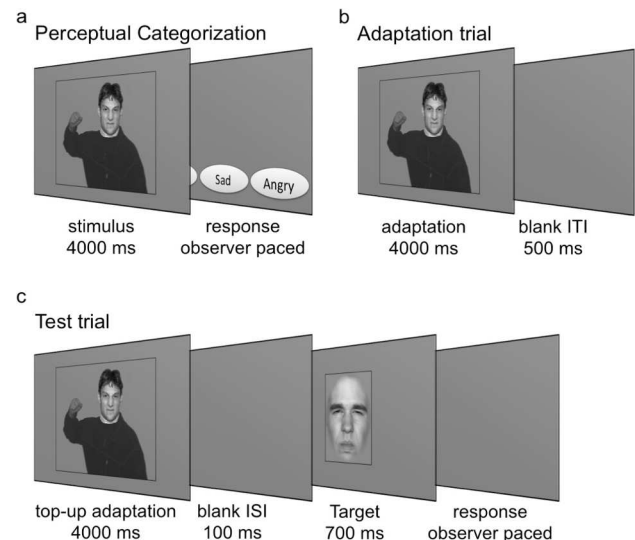 a
Perceptual Categorization
Sad
Angry
stimulus
4000 ms
response
observer paced
b
Adaptation trial
adaptation
4000 ms
blank ITI
500 ms
c
Test trial
top-up adaptation
4000 ms
blank ISI
100 ms
Target
700 ms
response
observer paced